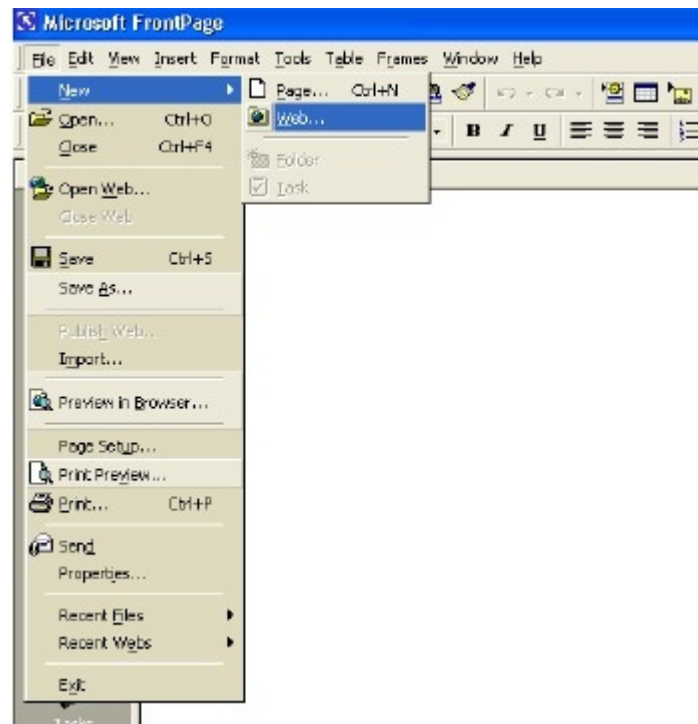 Microsoft FrontPage
File Edit View Insert Format Tools Table Frames Window Help
New
Page... Ctrl+N
Web...
Folder
Task
B I U
Open... Ctrl+O
Close Ctrl+F4
Open Web...
Close Web
Save Ctrl+S
Save As...
Publish Web...
Import...
Preview in Browser...
Page Setup...
Print Preview...
Print... Ctrl+P
Send
Properties...
Recent Files
Recent Webs
Exit
Tasks